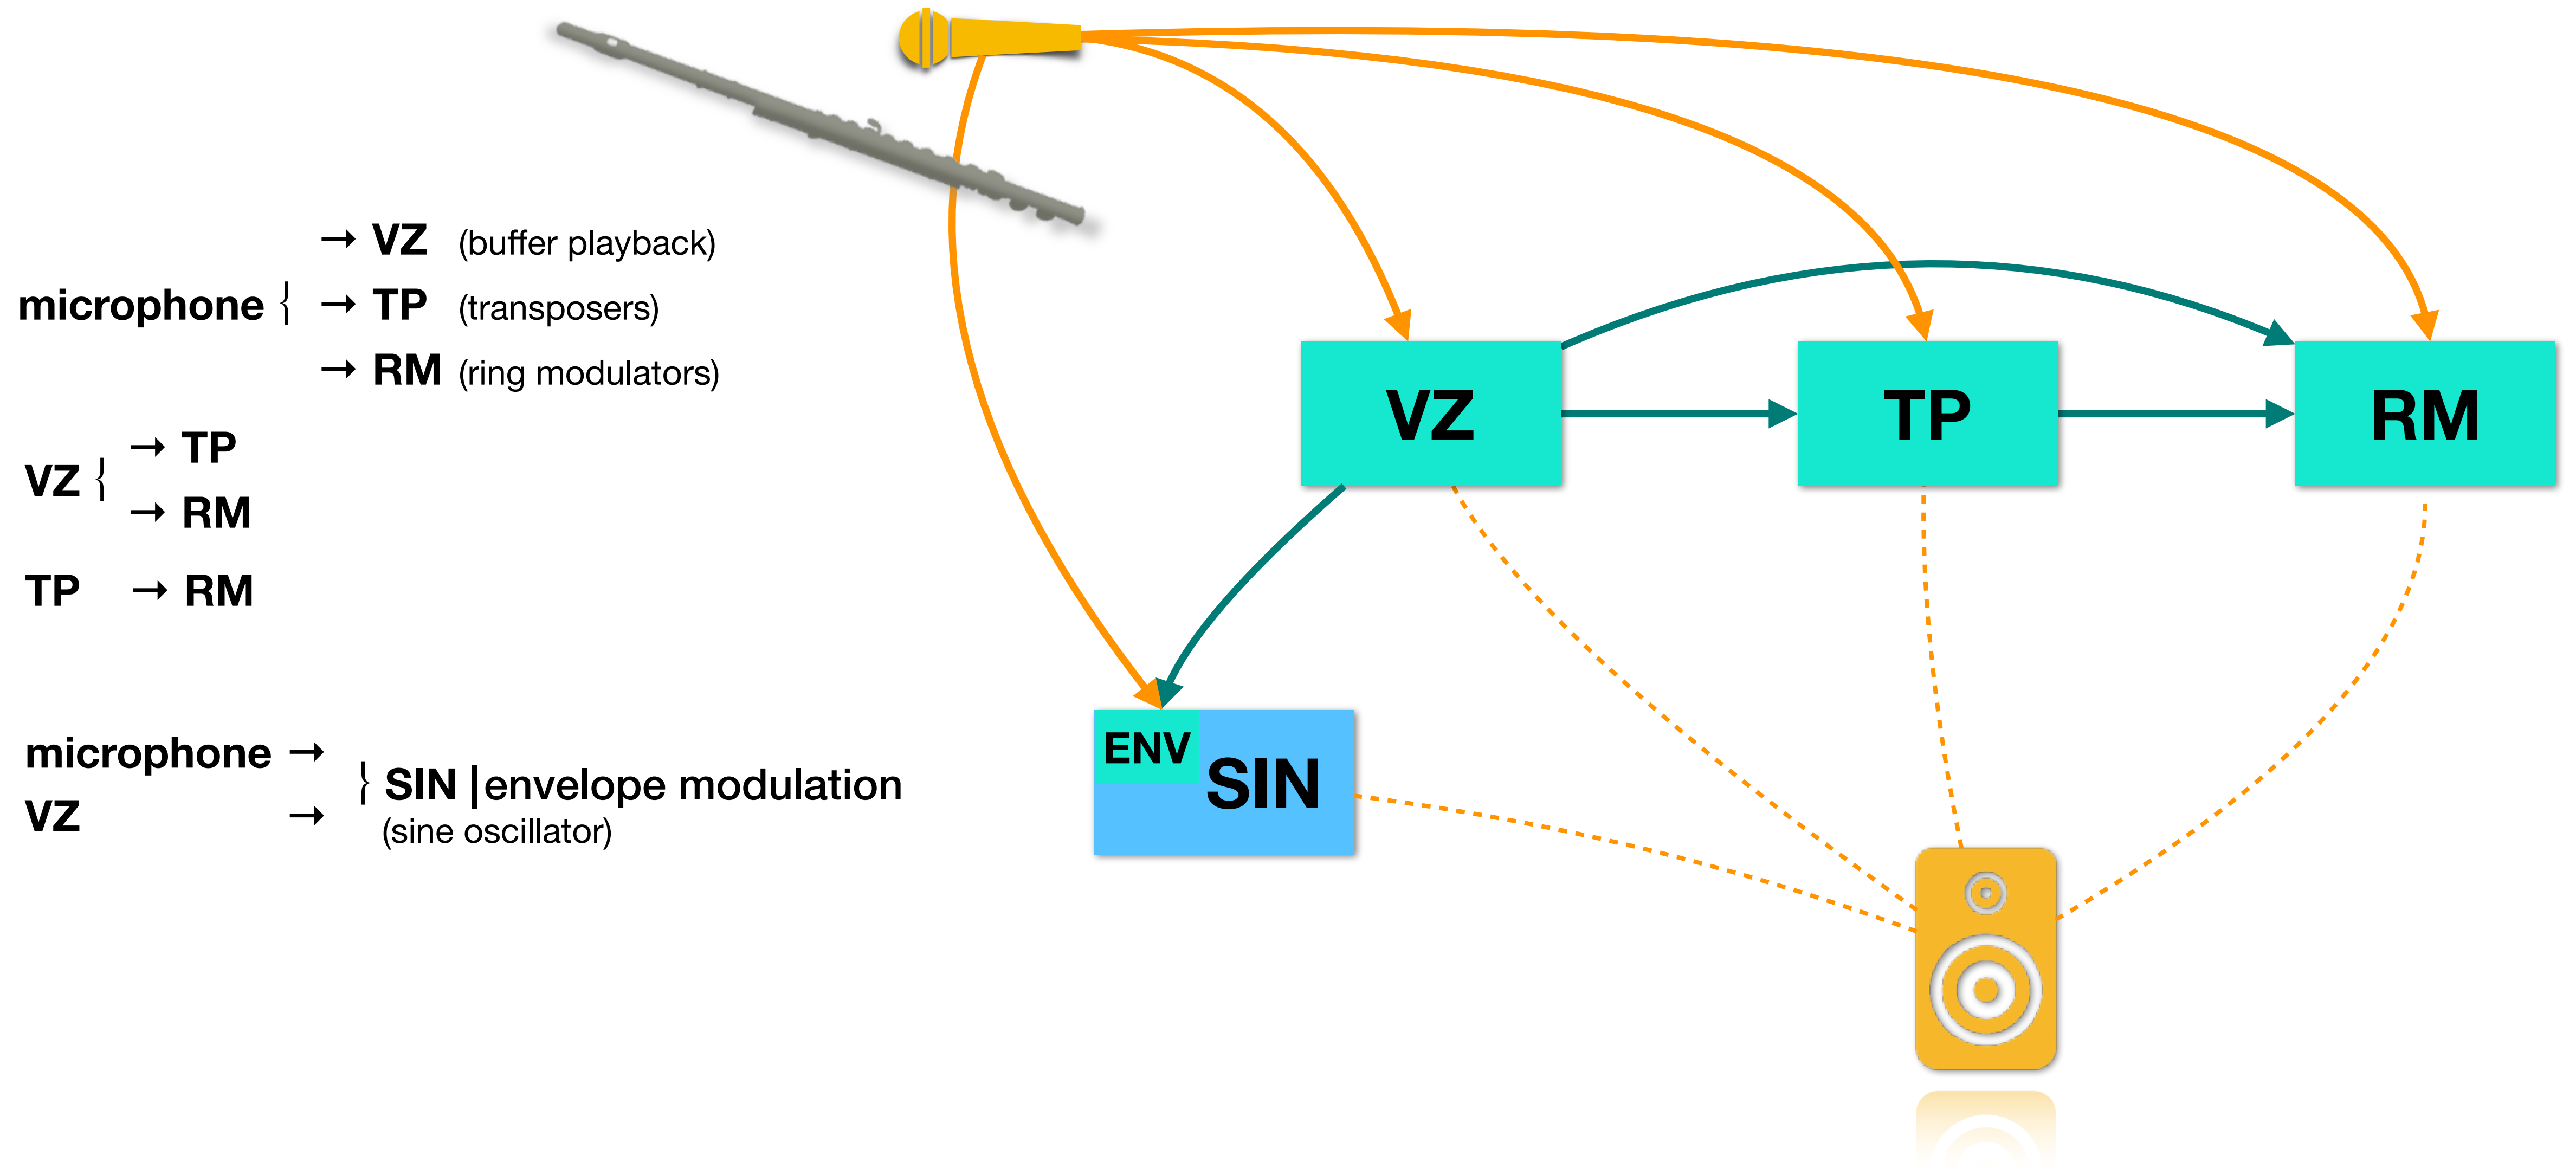 → VZ (buffer playback)
microphone { → TP (transposers)
→ RM (ring modulators)
VZ { → TP
→ RM
TP → RM
microphone →
VZ →
} SIN | envelope modulation
(sine oscillator)
VZ
TP
RM
ENV
SIN